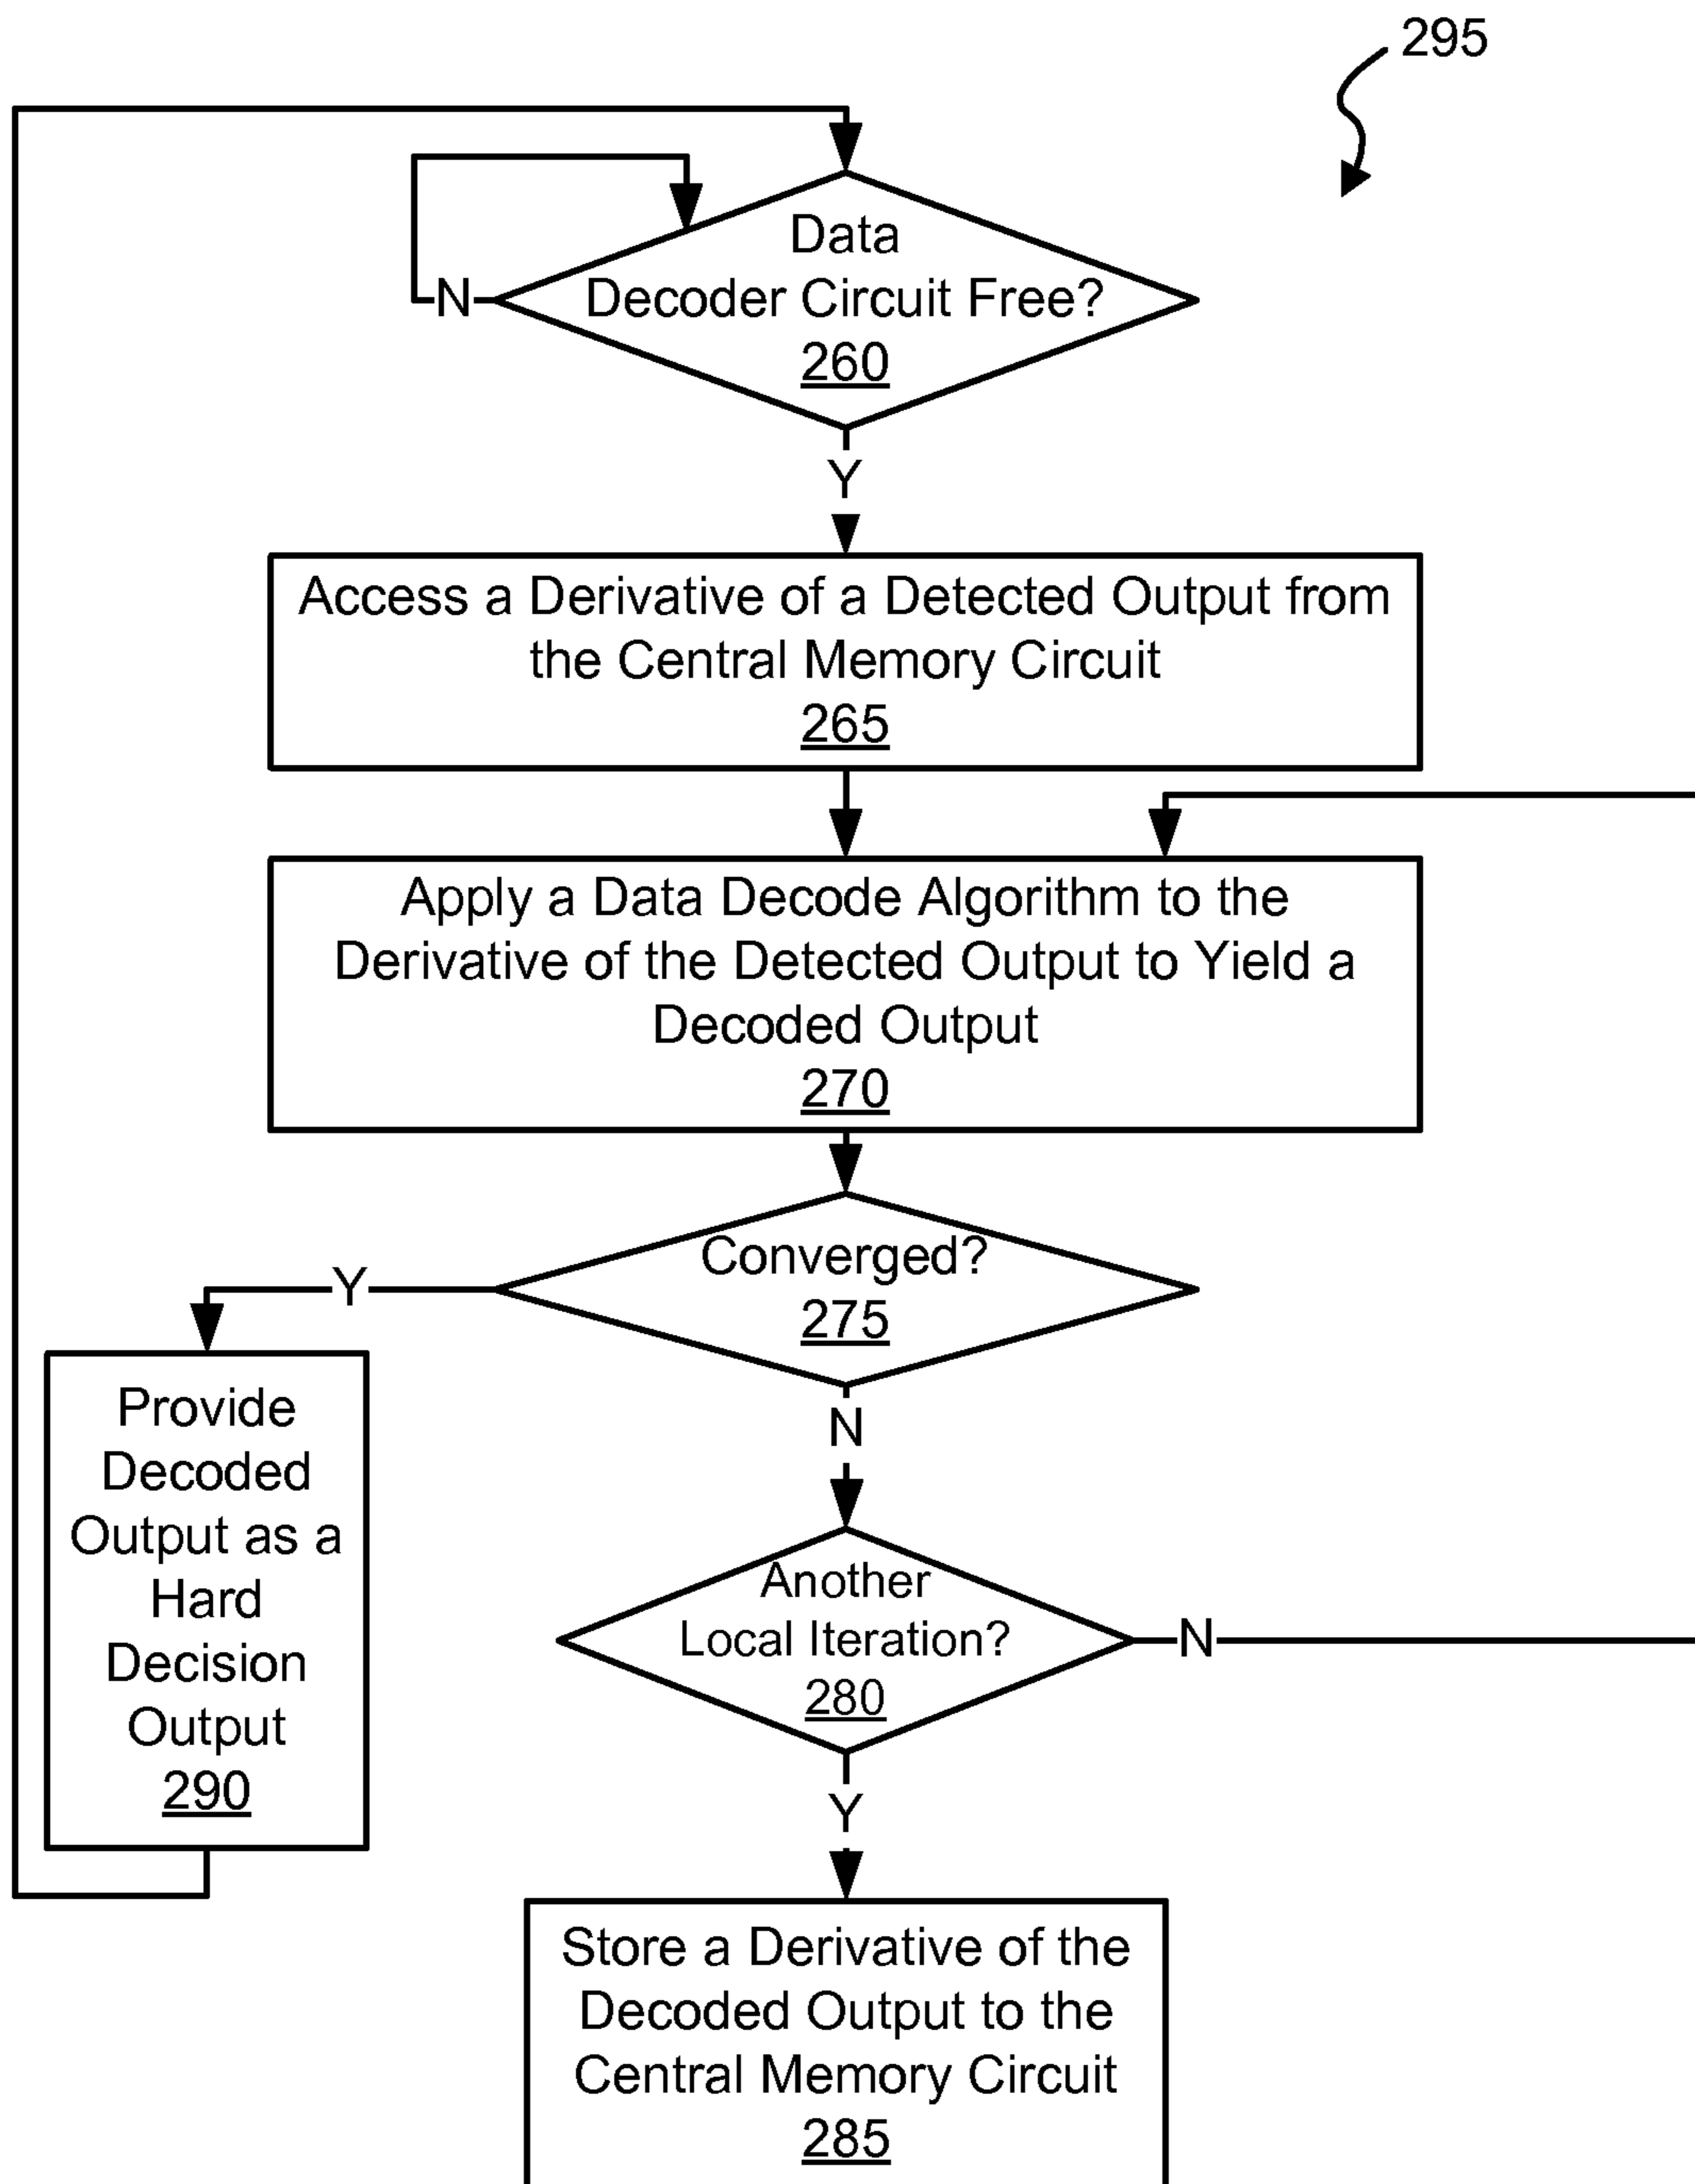 295
Data
Decoder Circuit Free?
260
N
Y
Access a Derivative of a Detected Output from
the Central Memory Circuit
265
Apply a Data Decode Algorithm to the
Derivative of the Detected Output to Yield a
Decoded Output
270
Converged?
275
Y
N
Provide
Decoded
Output as a
Hard
Decision
Output
290
Another
Local Iteration?
280
N
Y
Store a Derivative of the
Decoded Output to the
Central Memory Circuit
285